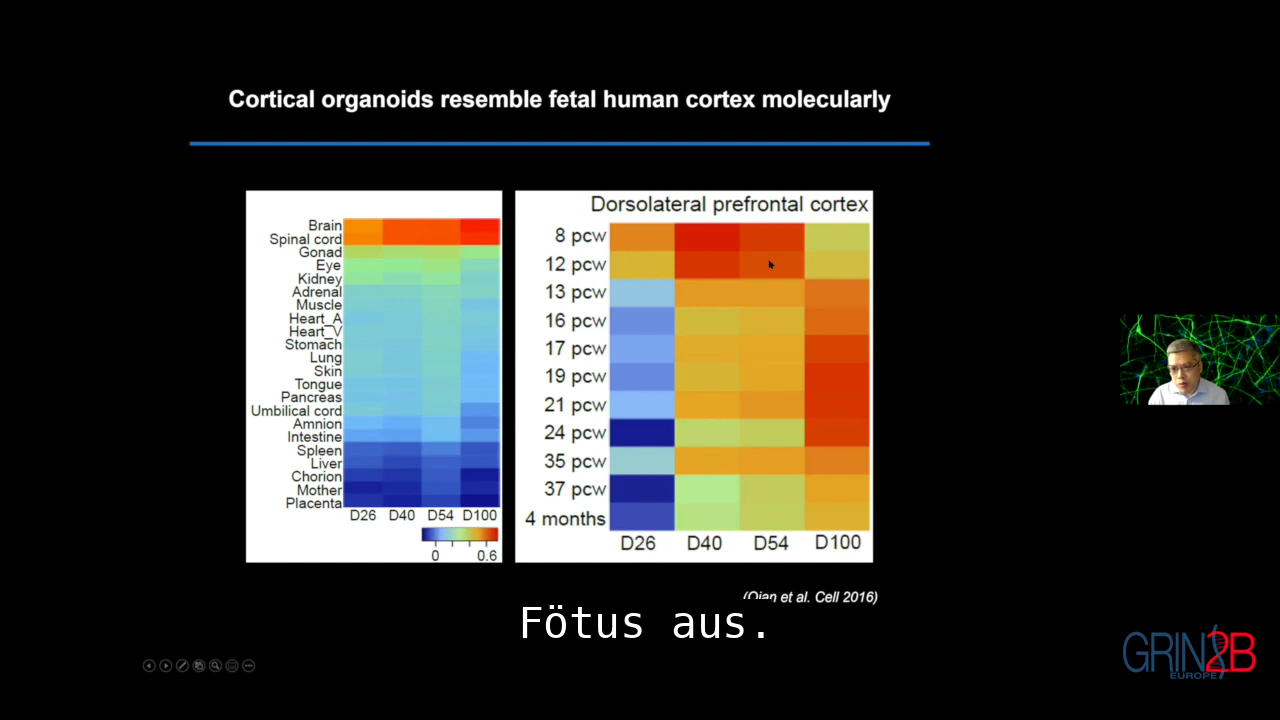 Cortical organoids resemble fetal human cortex molecularly
Brain
Spinal cord
Gonad
Eye
Kidney
Adrenal
Muscle
Heart_A
Heart_V
Stomach
Lung
Skin
Tongue
Pancreas
Umbilical cord
Amnion
Intestine
Spleen
Liver
Chorion
Mother
Placenta
D26 D40 D54 D100
0 0.6
Dorsolateral prefrontal cortex
8 pcw
12 pcw
13 pcw
16 pcw
17 pcw
19 pcw
21 pcw
24 pcw
35 pcw
37 pcw
4 months
D26 D40 D54 D100
(Qian et al. Cell 2016)
Fötus aus.
GRIN2B
EUROPE